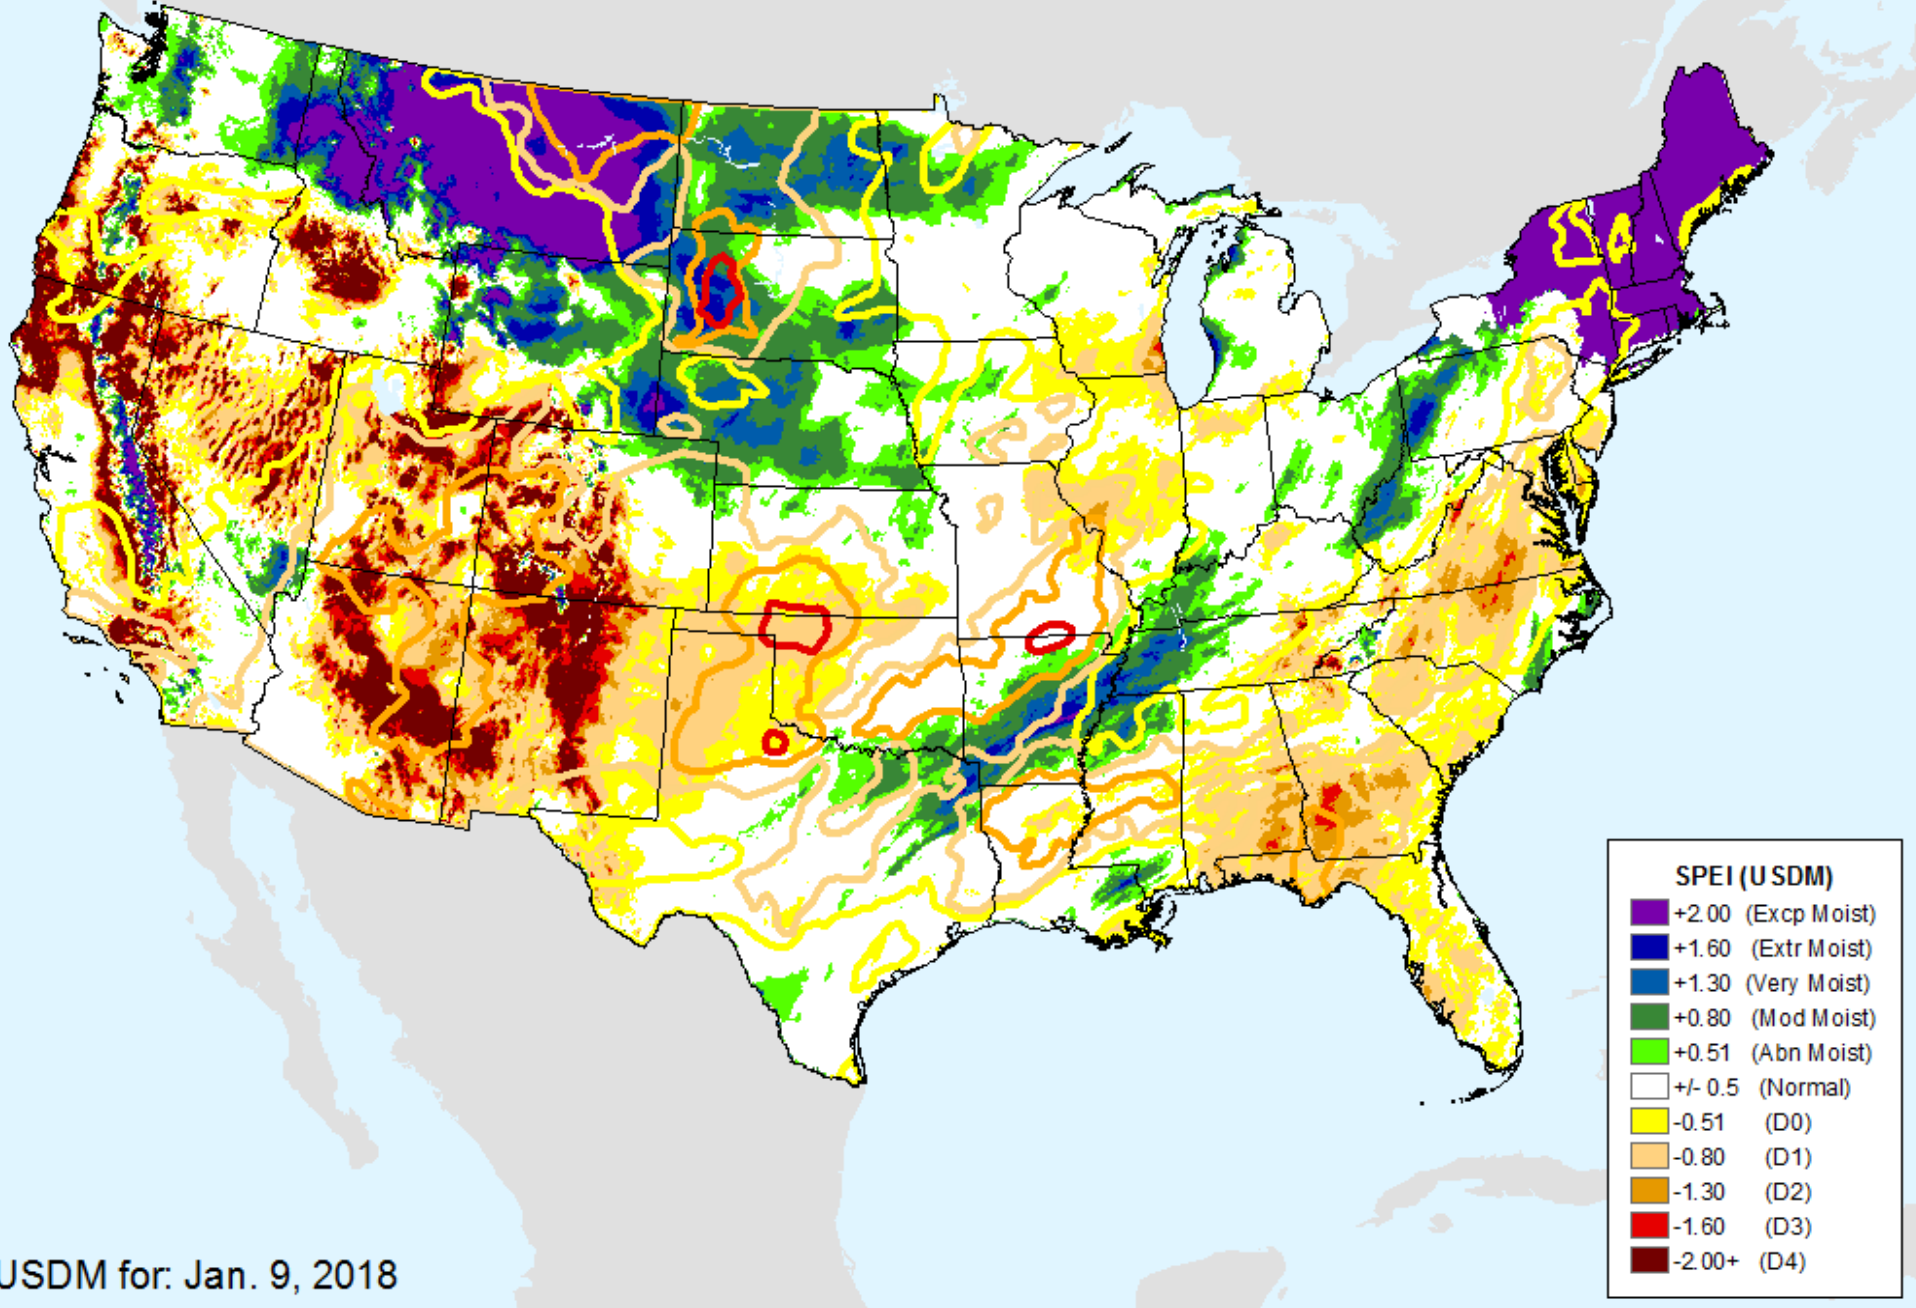 SPEI (USDM)
+2.00 (Excp Moist)
+1.60 (Extr Moist)
+1.30 (Very Moist)
+0.80 (Mod Moist)
+0.51 (Abn Moist)
+/- 0.5 (Normal)
-0.51 (D0)
-0.80 (D1)
-1.30 (D2)
-1.60 (D3)
-2.00+ (D4)
USDM for: Jan. 9, 2018